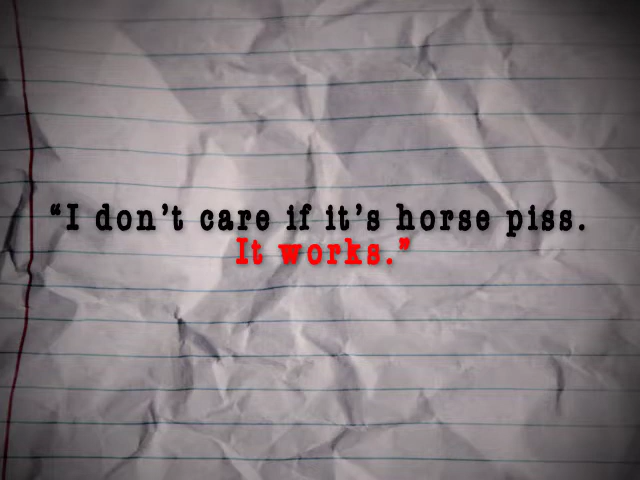 “I don’t care if it’s horse piss.
It works.”